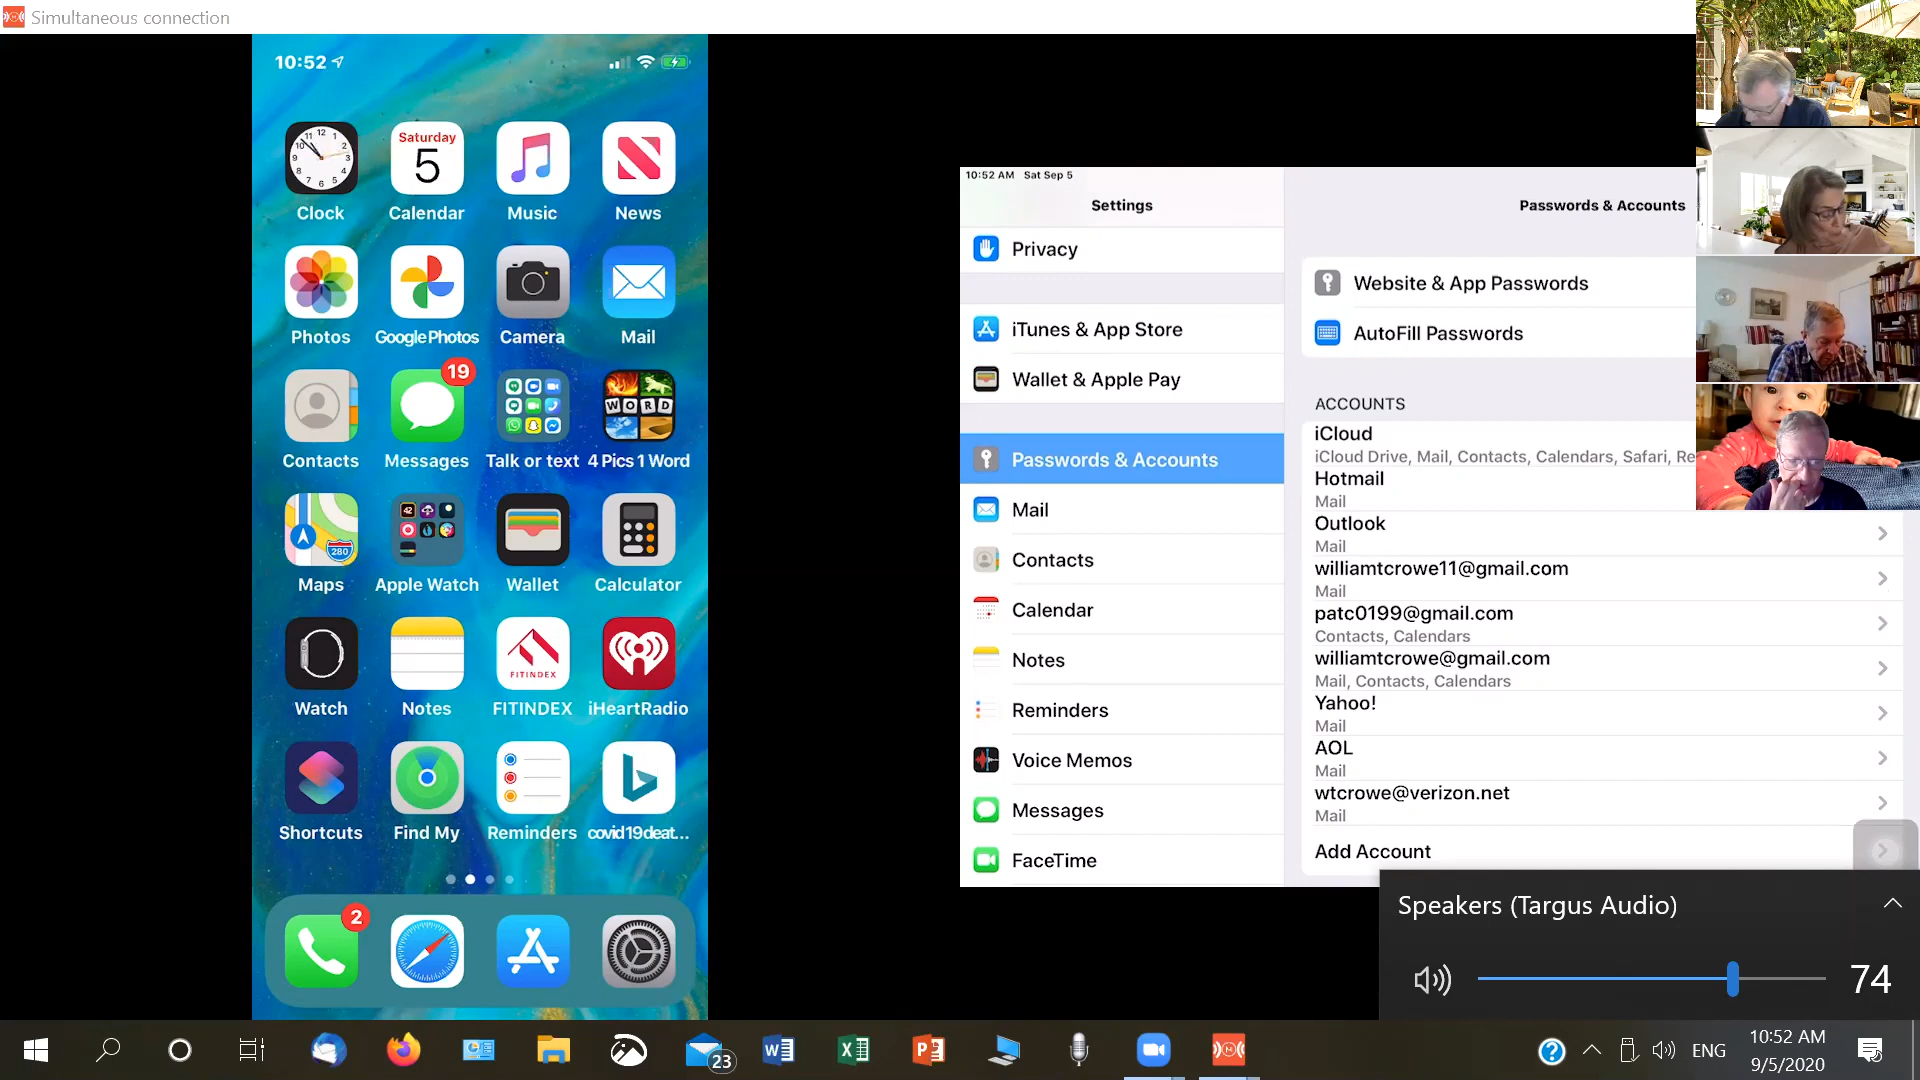 Simultaneous connection
10:52
Saturday
5
Clock
Calendar
Music
News
Photos
Google Photos
Camera
Mail
19
WORD
Contacts
Messages
Talk or text
4 Pics 1 Word
280
Maps
Apple Watch
Wallet
Calculator
FITINDEX
Watch
Notes
FITINDEX
iHeartRadio
Shortcuts
Find My
Reminders
covid19deat...
2
10:52 AM Sat Sep 5
Settings
Privacy
iTunes & App Store
Wallet & Apple Pay
Passwords & Accounts
Mail
Contacts
Calendar
Notes
Reminders
Voice Memos
Messages
FaceTime
Passwords & Accounts
Website & App Passwords
AutoFill Passwords
ACCOUNTS
iCloud
iCloud Drive, Mail, Contacts, Calendars, Safari, Re
Hotmail
Mail
Outlook
Mail
williamtcrowe11@gmail.com
Mail
patc0199@gmail.com
Contacts, Calendars
williamtcrowe@gmail.com
Mail, Contacts, Calendars
Yahoo!
Mail
AOL
Mail
wtcrowe@verizon.net
Mail
Add Account
Speakers (Targus Audio)
74
23
ENG
10:52 AM
9/5/2020